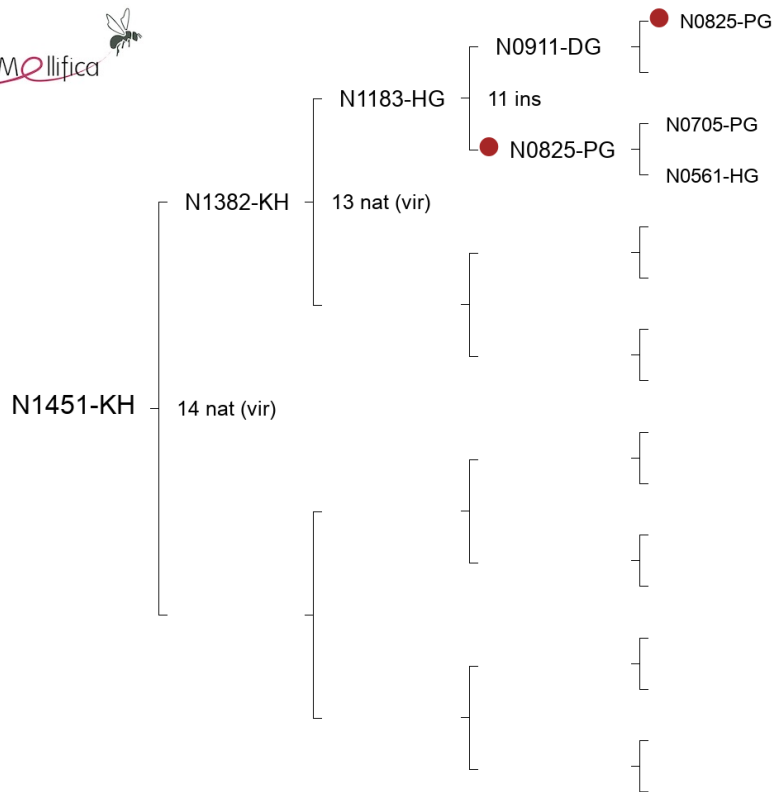 Mellifica
N0825-PG
N0911-DG
N1183-HG
11 ins
N0705-PG
N0825-PG
N0561-HG
N1382-KH
13 nat (vir)
N1451-KH
14 nat (vir)